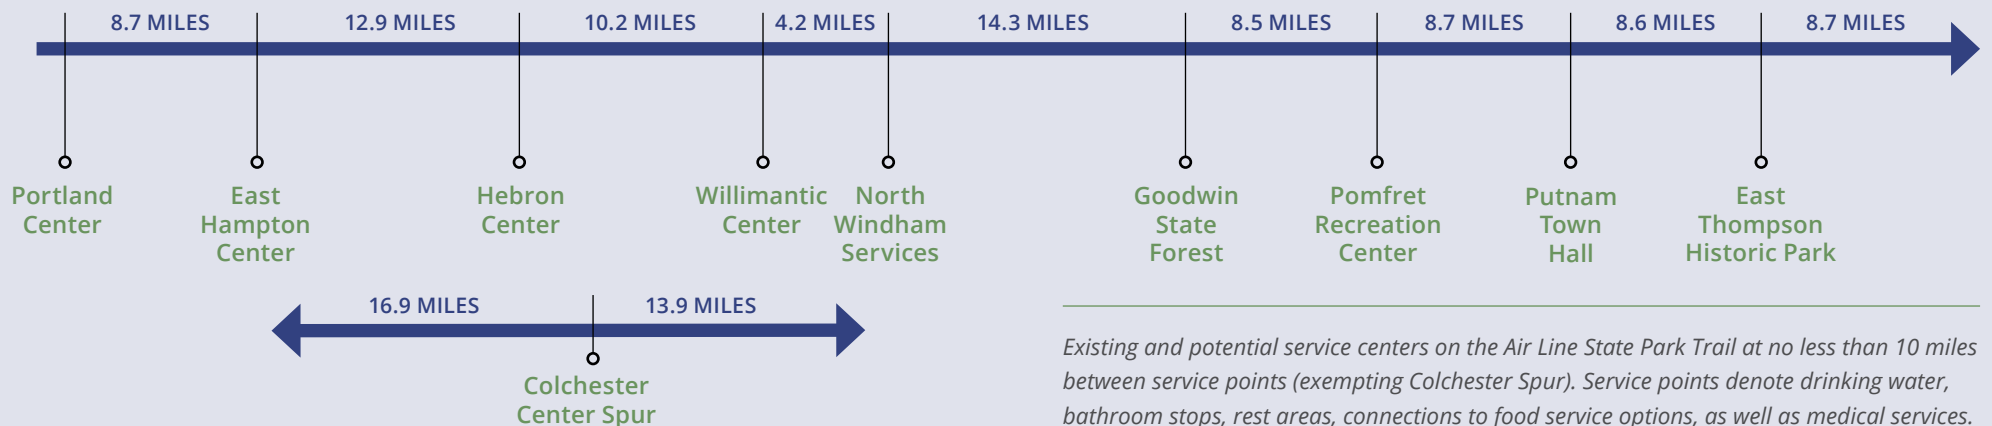 8.7 MILES
12.9 MILES
10.2 MILES
4.2 MILES
14.3 MILES
8.5 MILES
8.7 MILES
8.6 MILES
8.7 MILES
Portland
Center
East
Hampton
Center
Hebron
Center
Willimantic
Center
North
Windham
Services
Goodwin
State
Forest
Pomfret
Recreation
Center
Putnam
Town
Hall
East
Thompson
Historic Park
16.9 MILES
13.9 MILES
Colchester
Center Spur
Existing and potential service centers on the Air Line State Park Trail at no less than 10 miles
between service points (exempting Colchester Spur). Service points denote drinking water,
bathroom stops, rest areas, connections to food service options, as well as medical services.